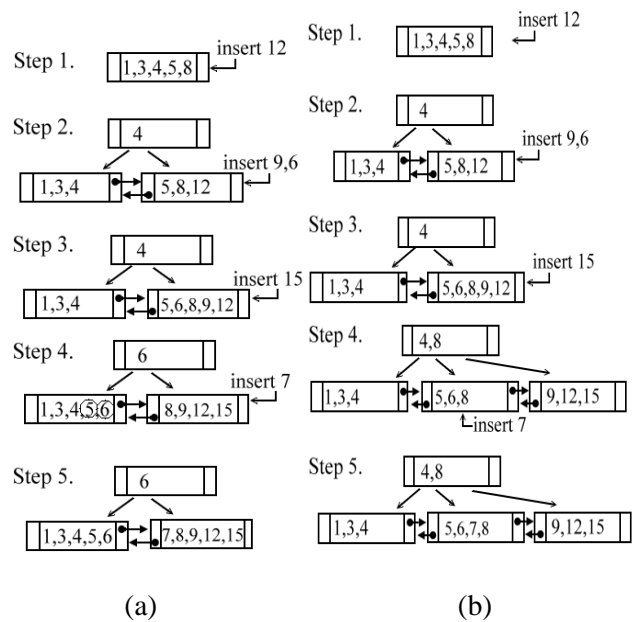 Step 1.
1,3,4,5,8
insert 12
Step 2.
4
1,3,4
5,8,12
insert 9,6
Step 3.
4
1,3,4
5,6,8,9,12
insert 15
Step 4.
6
1,3,4,5,6
8,9,12,15
insert 7
Step 5.
6
1,3,4,5,6
7,8,9,12,15
(a)
Step 1.
1,3,4,5,8
insert 12
Step 2.
4
1,3,4
5,8,12
insert 9,6
Step 3.
4
1,3,4
5,6,8,9,12
insert 15
Step 4.
4,8
1,3,4
5,6,8
9,12,15
insert 7
Step 5.
4,8
1,3,4
5,6,7,8
9,12,15
(b)